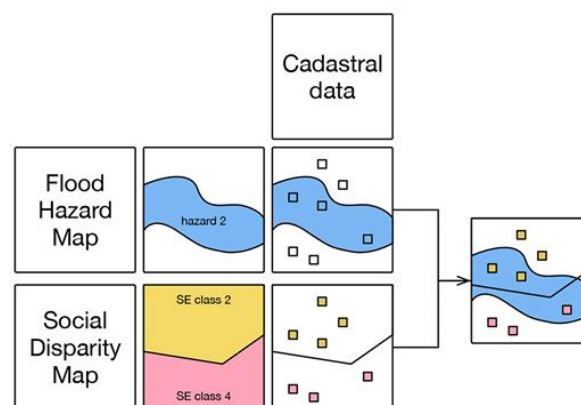 Cadastral
data
Flood
Hazard
Map
hazard 2
Social
Disparity
Map
SE class 2
SE class 4